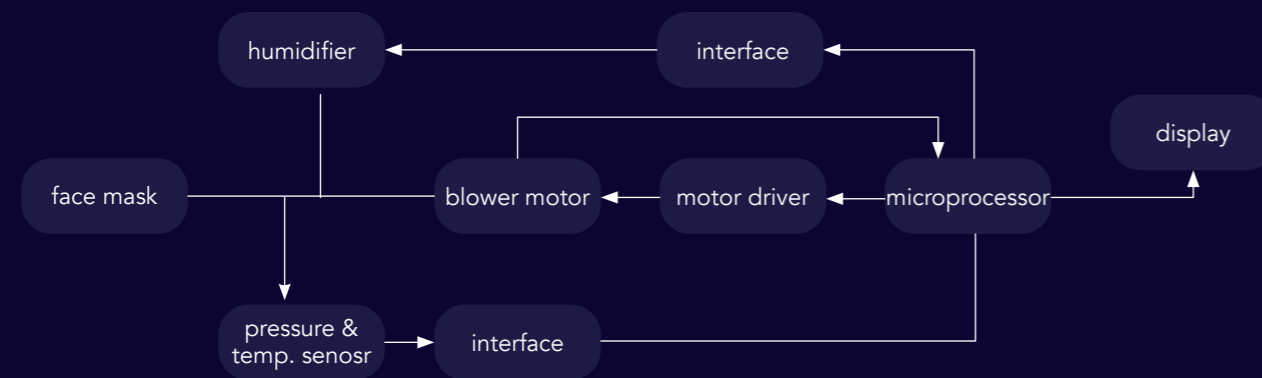 humidifier
interface
display
face mask
blower motor
motor driver
microprocessor
pressure &
temp. senosr
interface